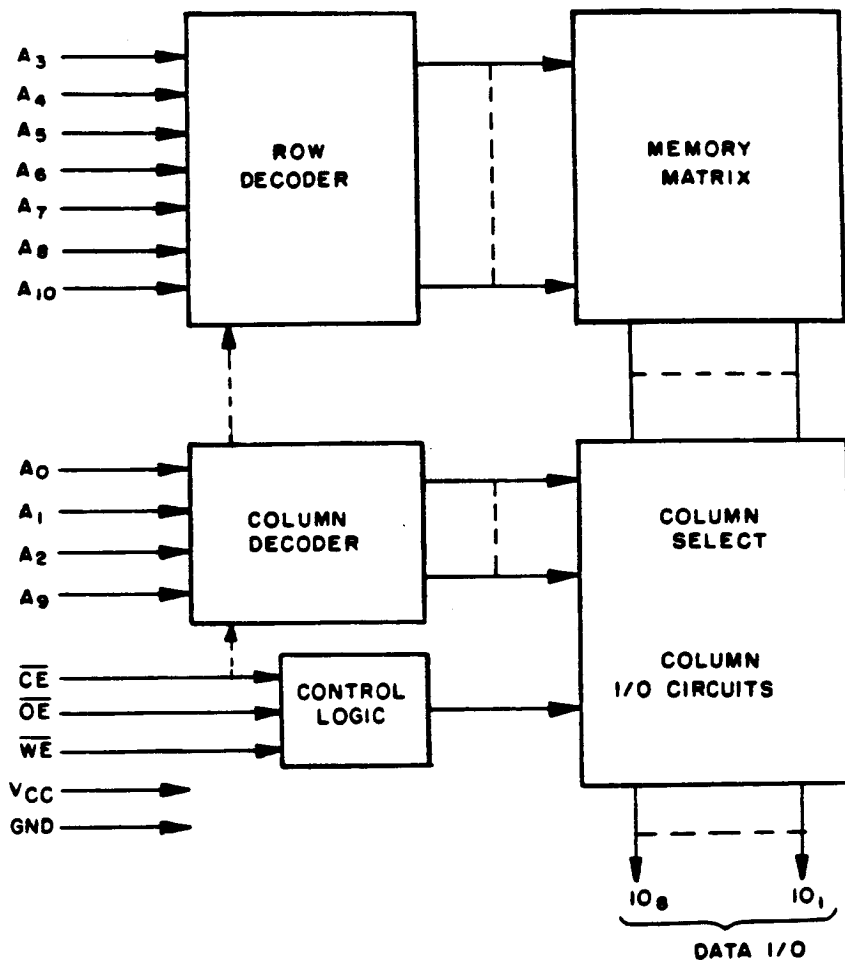 A3
A4
A5
A6
A7
A8
A10
ROW
DECODER
MEMORY
MATRIX
A0
A1
A2
A9
COLUMN
DECODER
COLUMN
SELECT
COLUMN
I/O CIRCUITS
CE
OE
WE
CONTROL
LOGIC
VCC
GND
IO8
IO1
DATA I/O